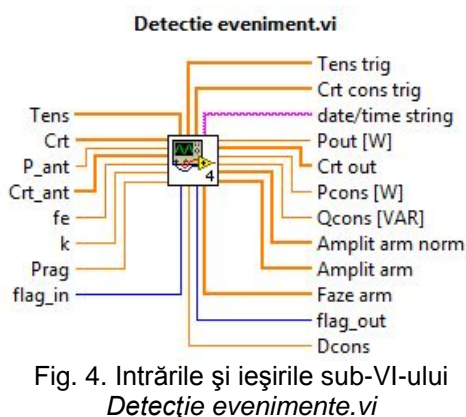 Detectie eveniment.vi
Tens trig
Crt cons trig
date/time string
Pout [W]
Crt out
Pcons [W]
Qcons [VAR]
Amplit arm norm
Amplit arm
Faze arm
flag_out
Dcons
Tens
Crt
P_ant
Crt_ant
fe
k
Prag
flag_in
4
Fig. 4. Intrările şi ieşirile sub-VI-ului
Detecţie evenimente.vi